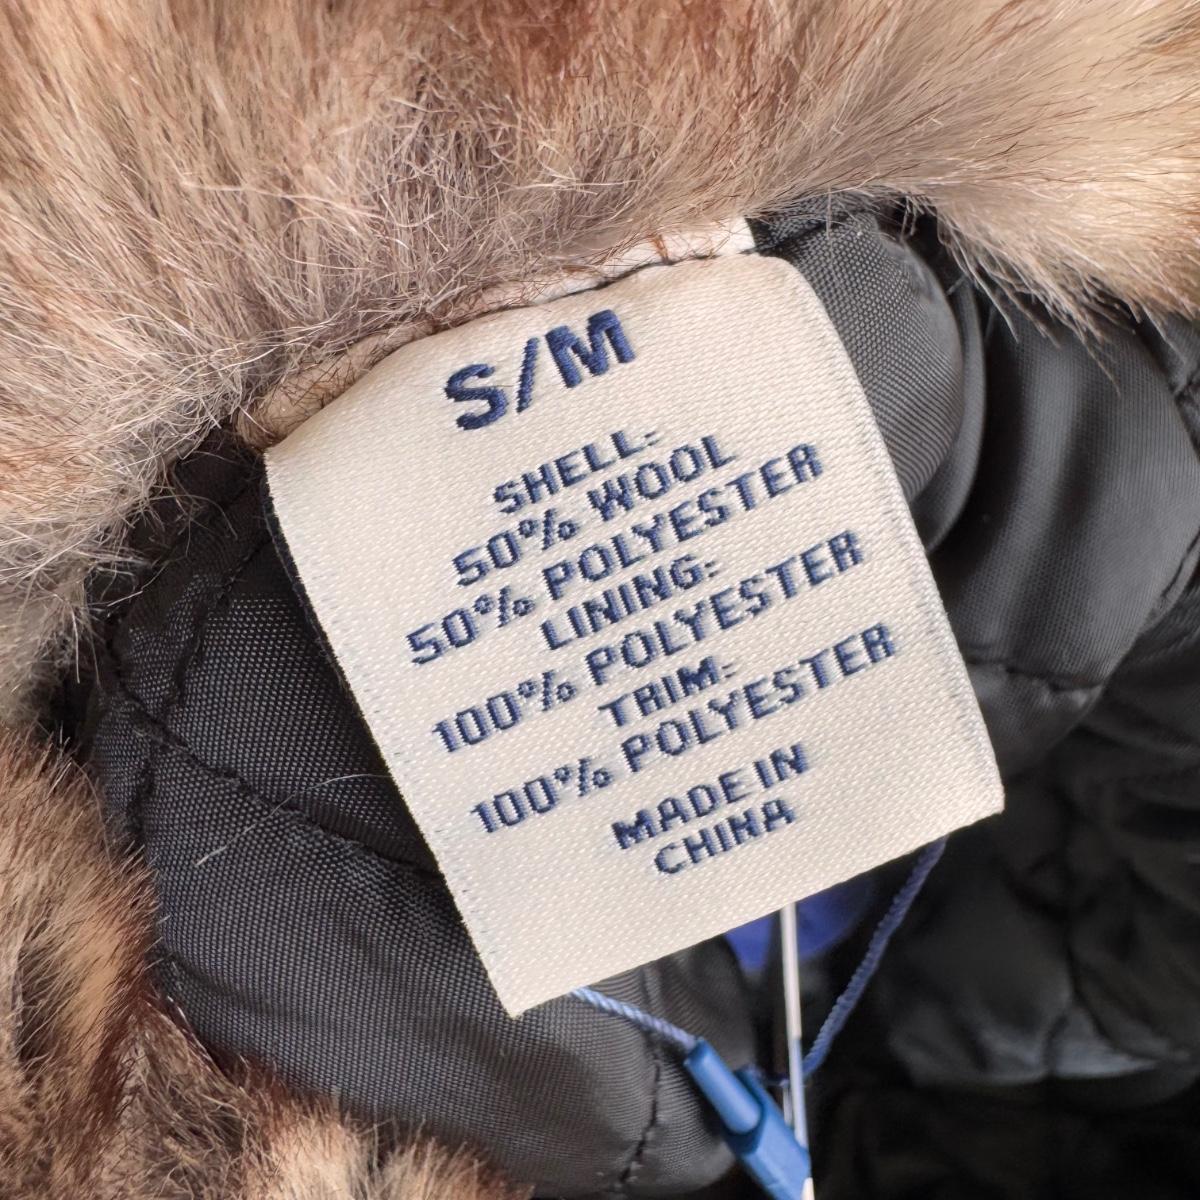 S/M
SHELL:
50% WOOL
50% POLYESTER
LINING:
100% POLYESTER
TRIM:
100% POLYESTER
MADE IN
CHINA